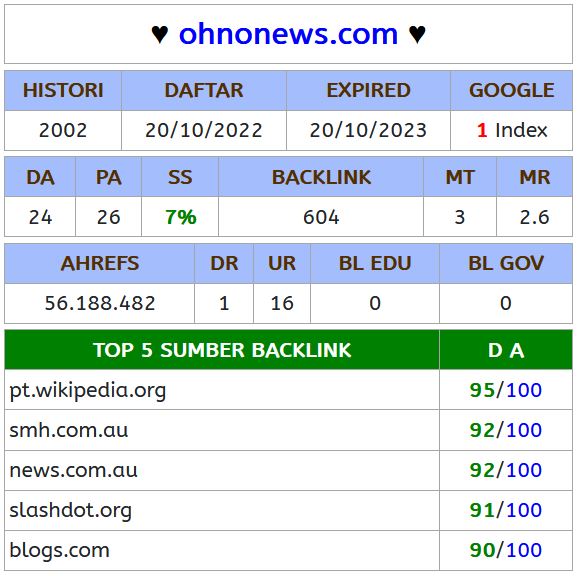 ♥ ohnonews.com ♥
HISTORI DAFTAR EXPIRED GOOGLE
2002 20/10/2022 20/10/2023 1 Index
DA PA SS BACKLINK MT MR
24 26 7% 604 3 2.6
AHREFS DR UR BL EDU BL GOV
56.188.482 1 16 0 0
TOP 5 SUMBER BACKLINK D A
pt.wikipedia.org 95/100
smh.com.au 92/100
news.com.au 92/100
slashdot.org 91/100
blogs.com 90/100